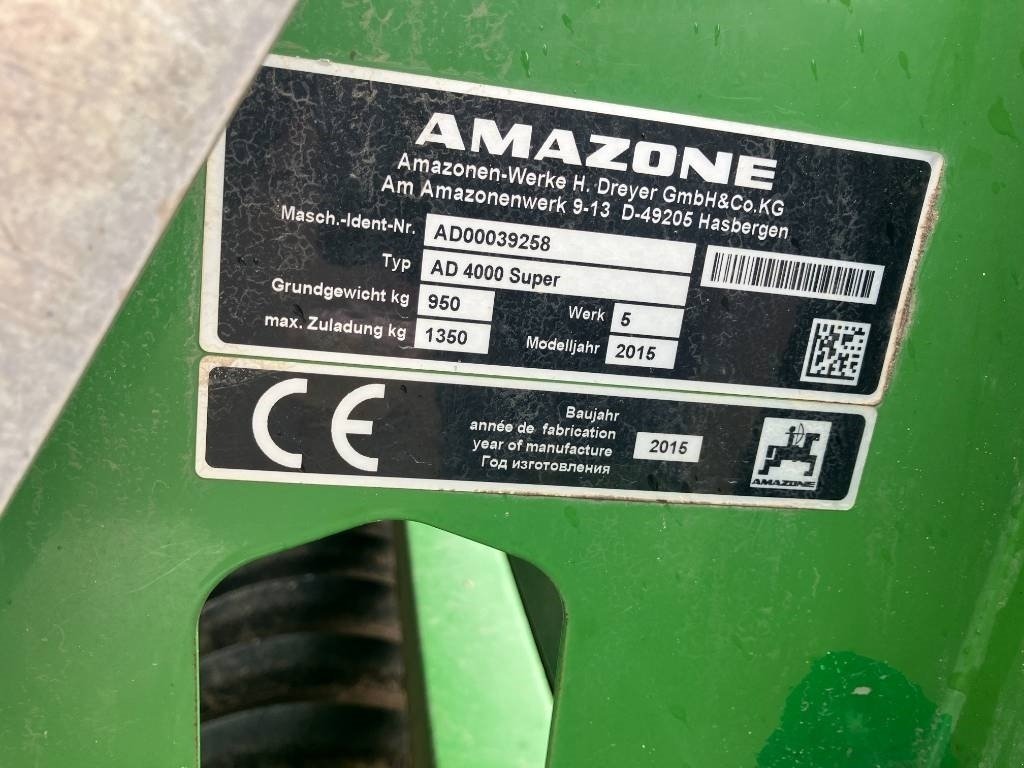 AMAZONE
Amazonen-Werke H. Dreyer GmbH&Co.KG
Am Amazonenwerk 9-13 D-49205 Hasbergen
Masch.-Ident-Nr. AD00039258
Typ AD 4000 Super
Grundgewicht kg 950 Werk 5
max. Zuladung kg 1350 Modelljahr 2015
CE
Baujahr
année de fabrication
year of manufacture 2015
Год изготовления
AMAZONE